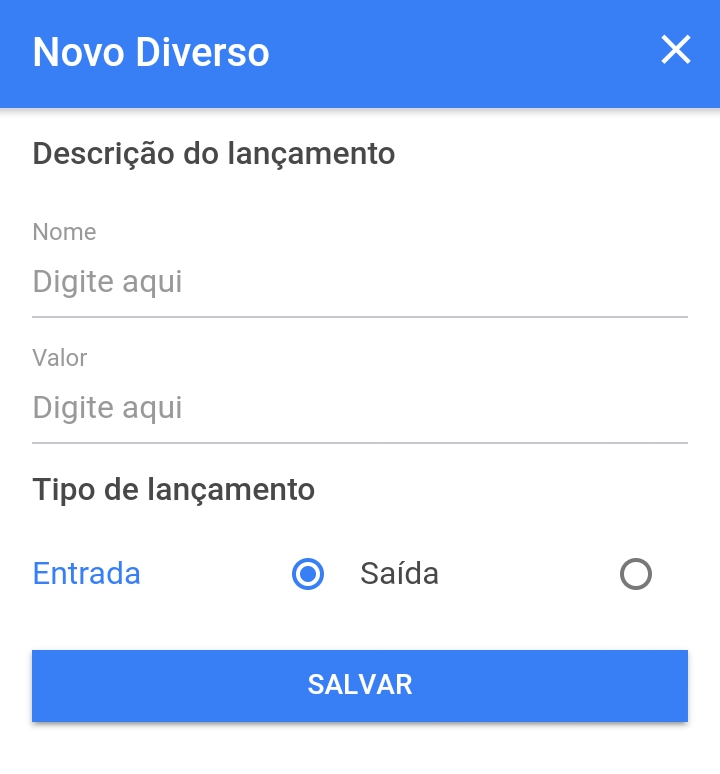 Novo Diverso
Descrição do lançamento
Nome
Digite aqui
Valor
Digite aqui
Tipo de lançamento
Entrada Saída
SALVAR